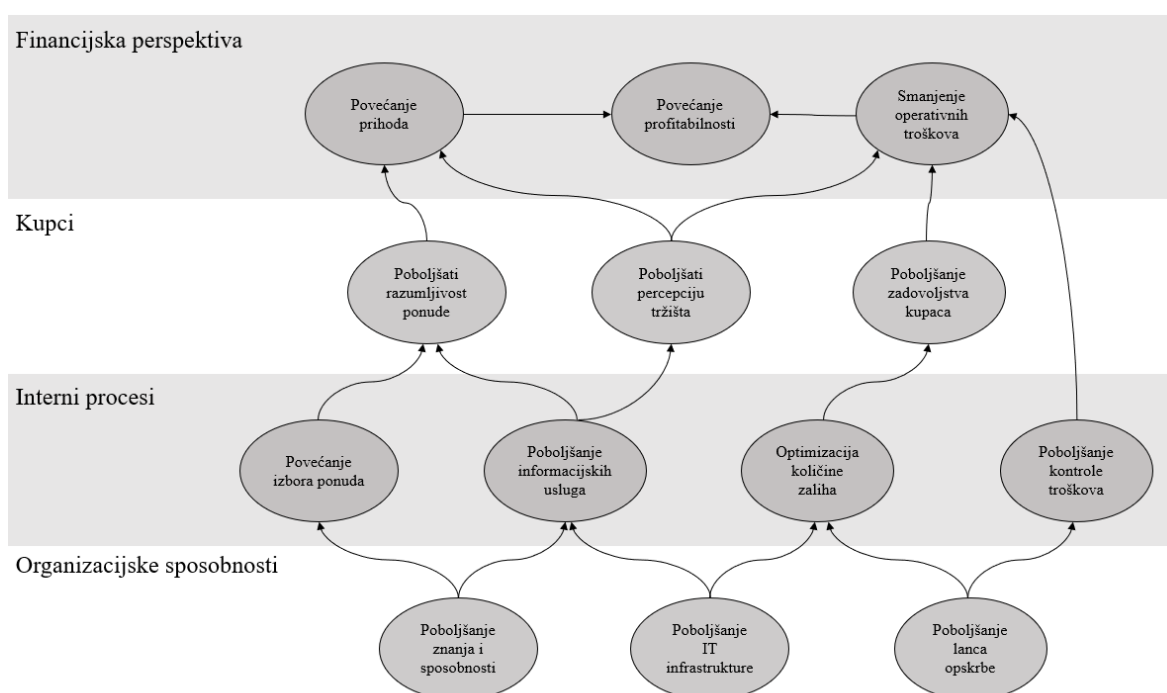 Financijska perspektiva
Povećanje
prihoda
Povećanje
profitabilnosti
Smanjenje
operativnih
troškova
Kupci
Poboljšati
razumljivost
ponude
Poboljšati
percepciju
tržišta
Poboljšanje
zadovoljstva
kupaca
Interni procesi
Povećanje
izbora ponuda
Poboljšanje
informacijskih
usluga
Optimizacija
količine
zaliha
Poboljšanje
kontrole
troškova
Organizacijske sposobnosti
Poboljšanje
znanja i
sposobnosti
Poboljšanje
IT
infrastrukture
Poboljšanje
lanca
opskrbe